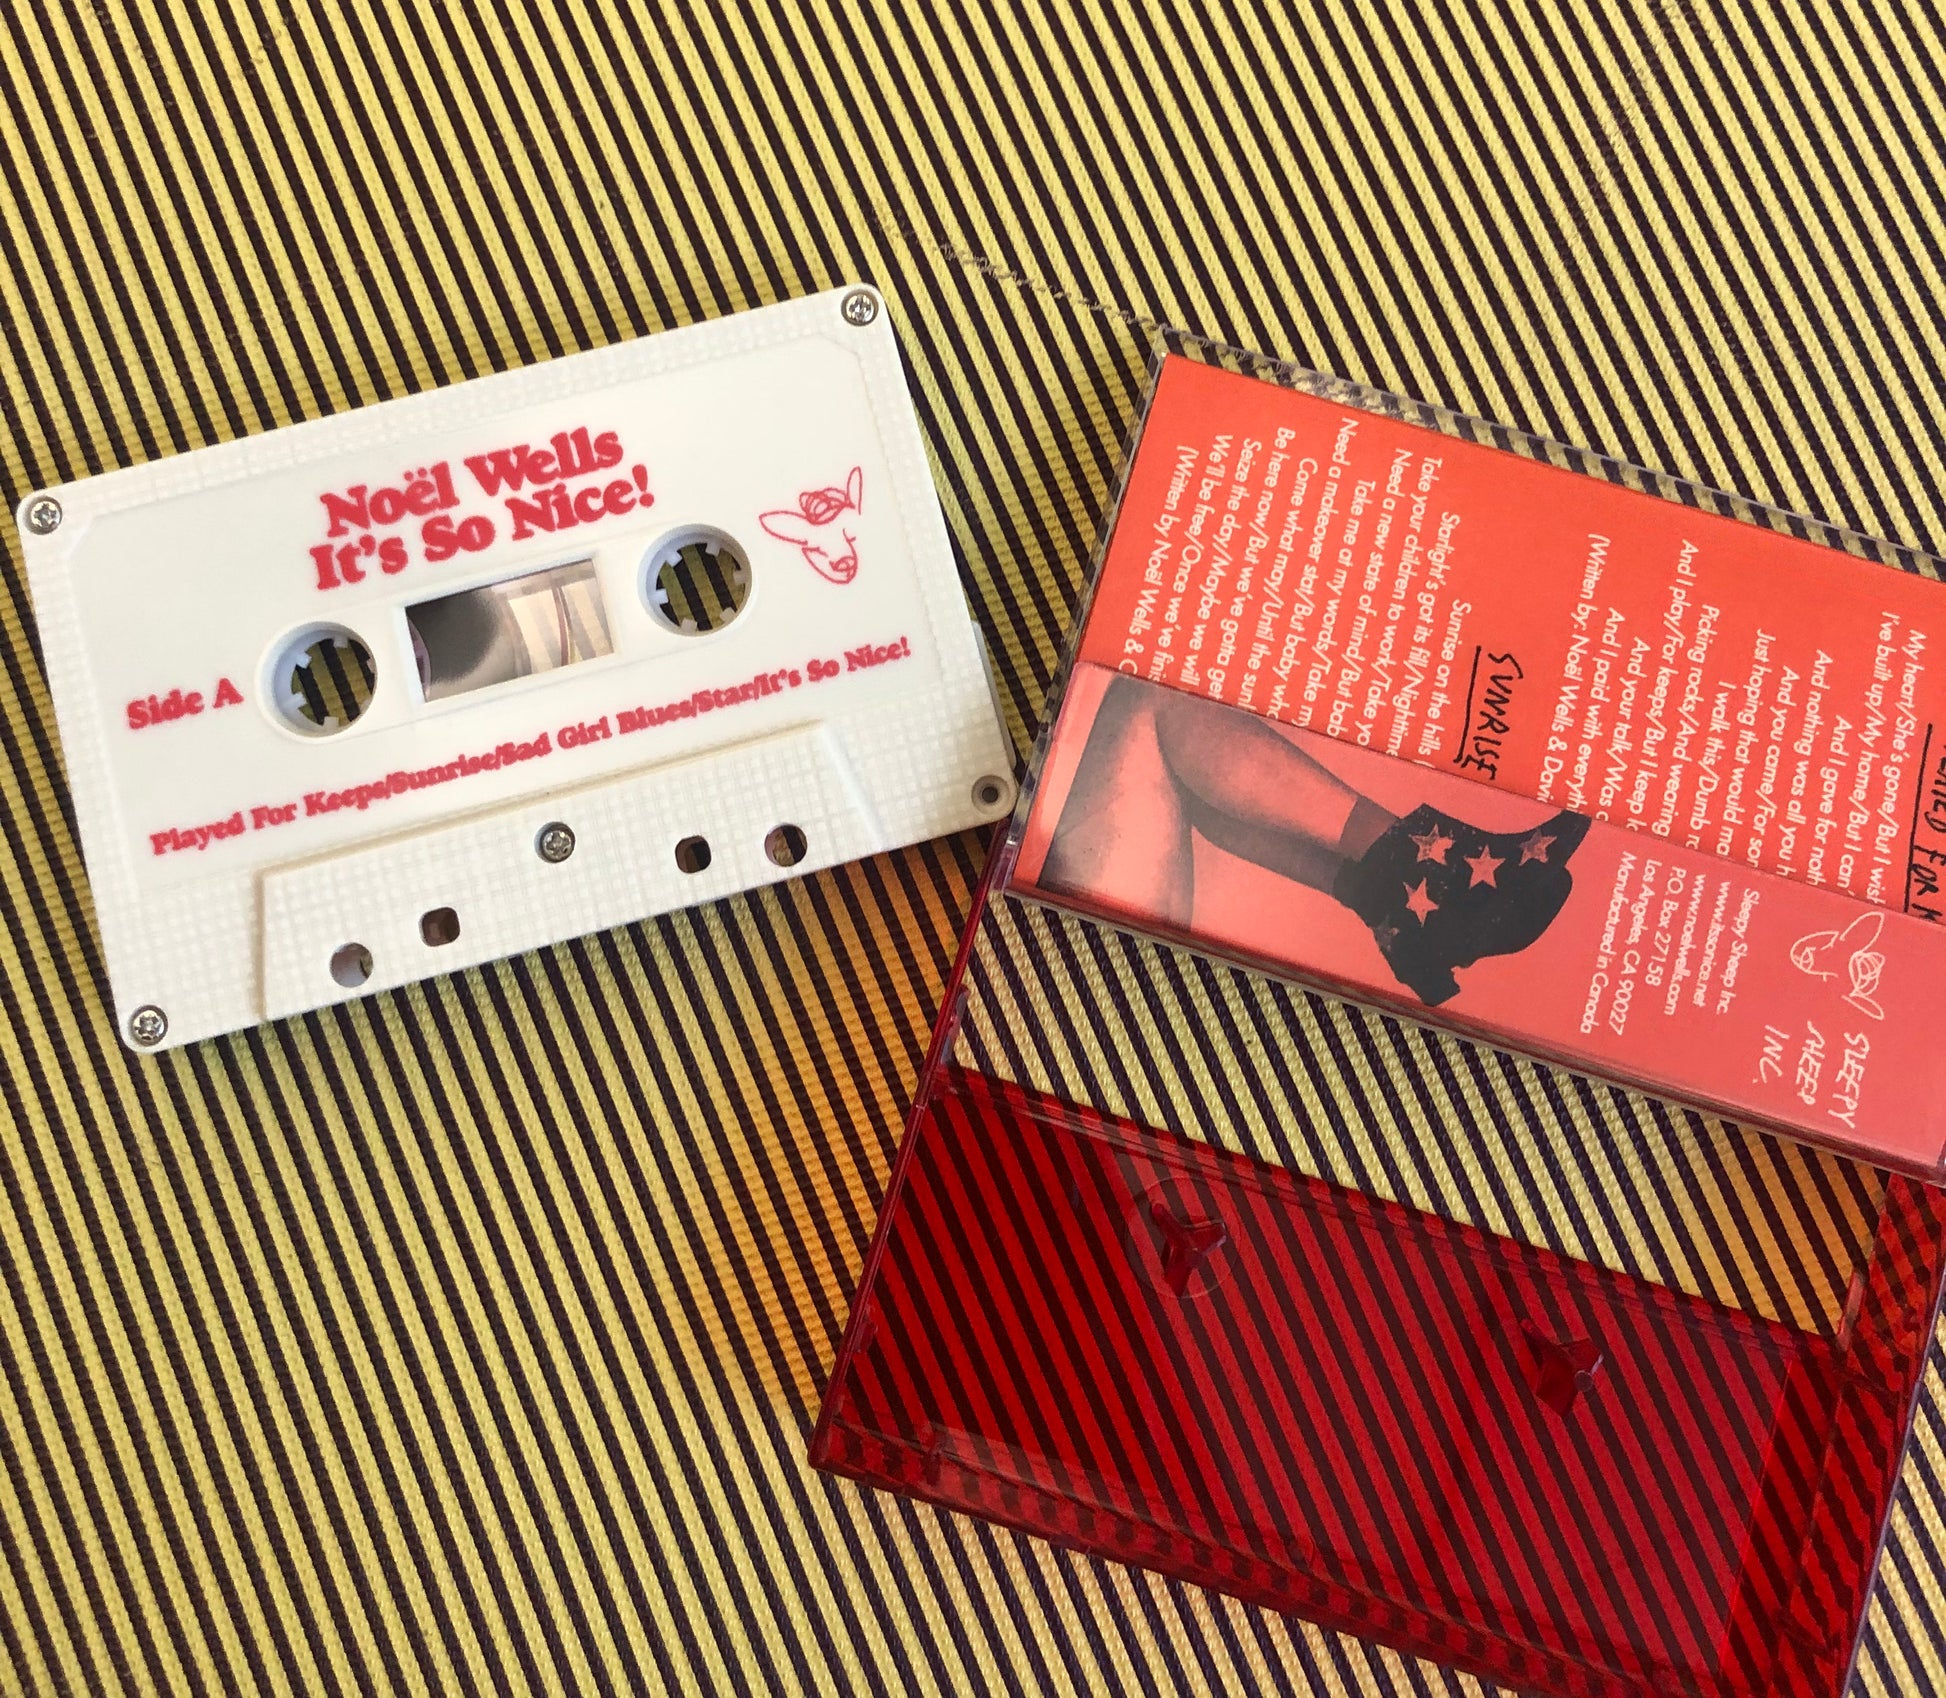 Noël Wells
It's So Nice!
Side A
Played For Keeps/Sunrise/Sad Girl Blues/Star/It's So Nice!
My heart/She's gone/But I wish
I've built up/My home/But I can
And I gave for noth
And nothing was all you h
And you came/For s
Just hoping that would ma
I walk this/Dumb r
Picking rocks/And wearing
And I play/For keeps/But I keep l
And your talk/Was
And I paid with everyth
(Written by: Noël Wells & Davi
SUNRISE
Sunrise on the hills
Starlight's got its fill/Nightime
Take your children to work/Take yo
Need a new state of mind/But bab
Take me at my words/Take my
Need a makeover stat/But baby wh
Come what may/Until the sun
Be here now/But we've gotta ge
Seize the day/Maybe we will
We'll be free/Once we've fini
(Written by Noël Wells &
SLEEPY
SHEEP
INC.
Sleepy Sheep Inc
www.itssonice.net
www.noelwells.com
P.O. Box 27158
Los Angeles, CA 90027
Manufactured in Canada